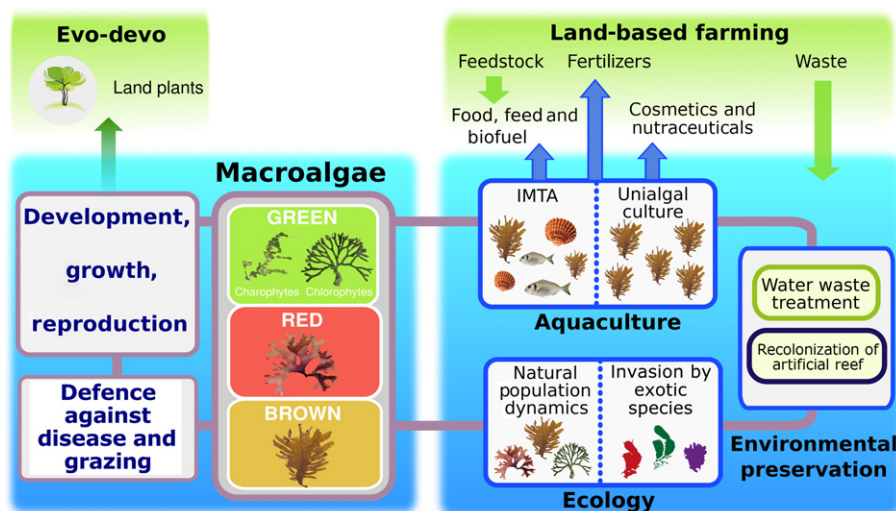 Evo-devo
Land plants
Land-based farming
Feedstock
Fertilizers
Waste
Food, feed and
biofuel
Cosmetics and
nutraceuticals
Macroalgae
Development,
growth,
reproduction
Defence
against
disease and
grazing
GREEN
Charophytes
Chlorophytes
RED
BROWN
IMTA
Unialgal
culture
Aquaculture
Natural
population
dynamics
Invasion by
exotic
species
Ecology
Water waste
treatment
Recolonization of
artificial reef
Environmental
preservation